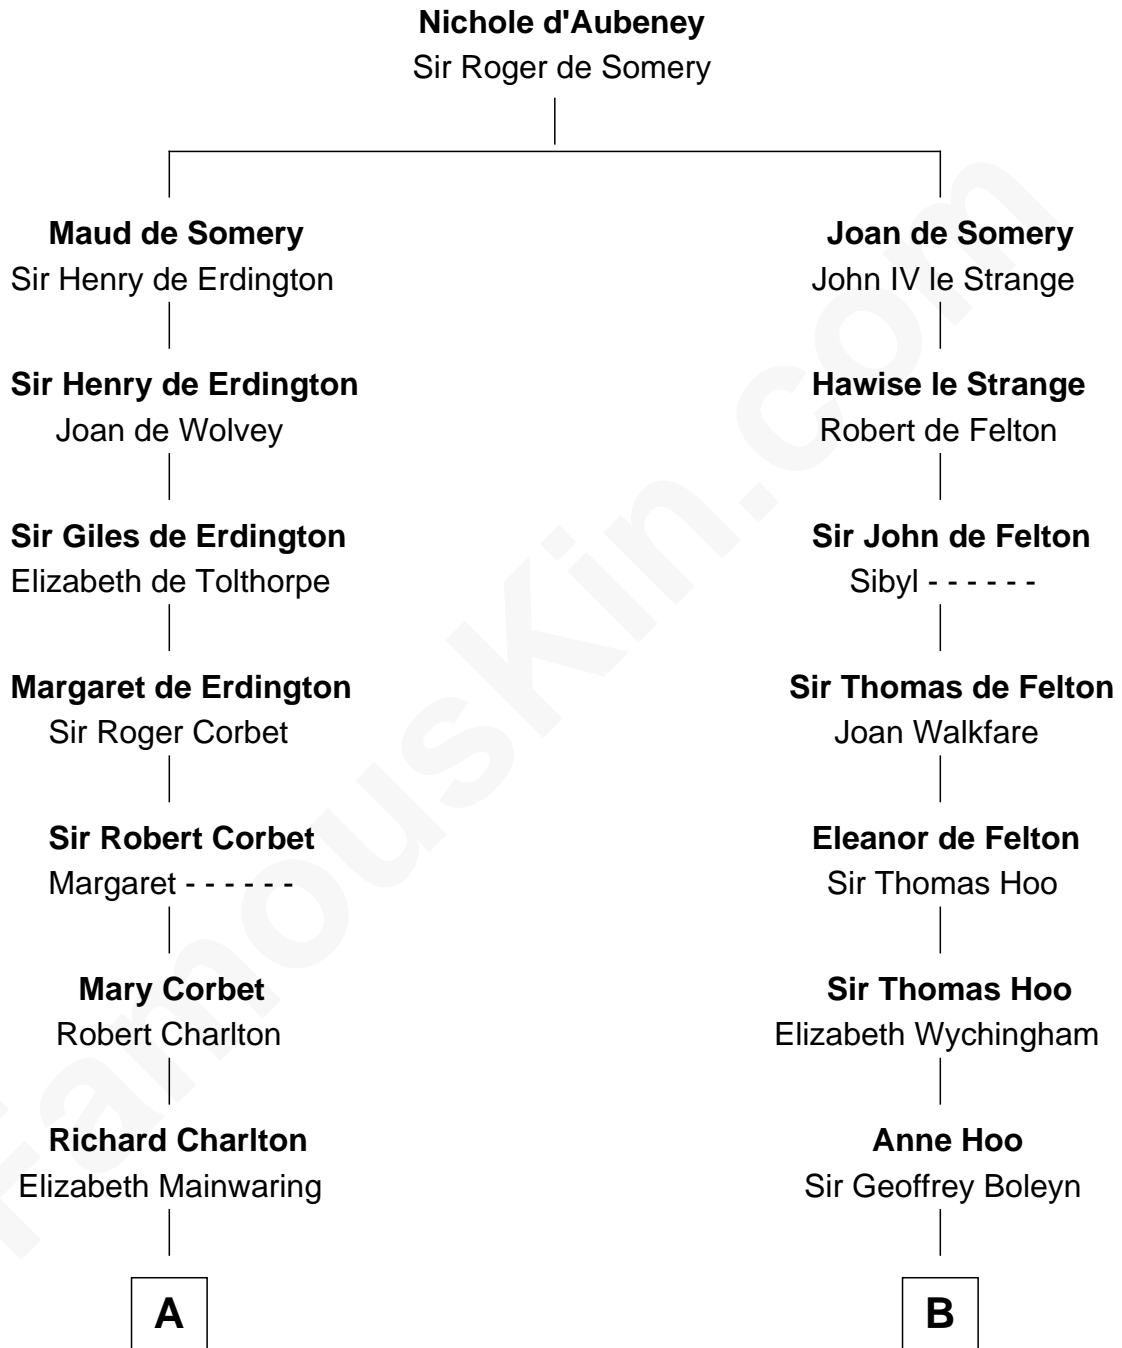 Nichole d'Aubeney
Sir Roger de Somery
Maud de Somery
Sir Henry de Erdington
Joan de Somery
John IV le Strange
Sir Henry de Erdington
Joan de Wolvey
Hawise le Strange
Robert de Felton
Sir Giles de Erdington
Elizabeth de Tolthorpe
Sir John de Felton
Sibyl - - - - - -
Margaret de Erdington
Sir Roger Corbet
Sir Thomas de Felton
Joan Walkfare
Sir Robert Corbet
Margaret - - - - - -
Eleanor de Felton
Sir Thomas Hoo
Mary Corbet
Robert Charlton
Sir Thomas Hoo
Elizabeth Wychingham
Richard Charlton
Elizabeth Mainwaring
Anne Hoo
Sir Geoffrey Boleyn
A
B
FamousKin.com